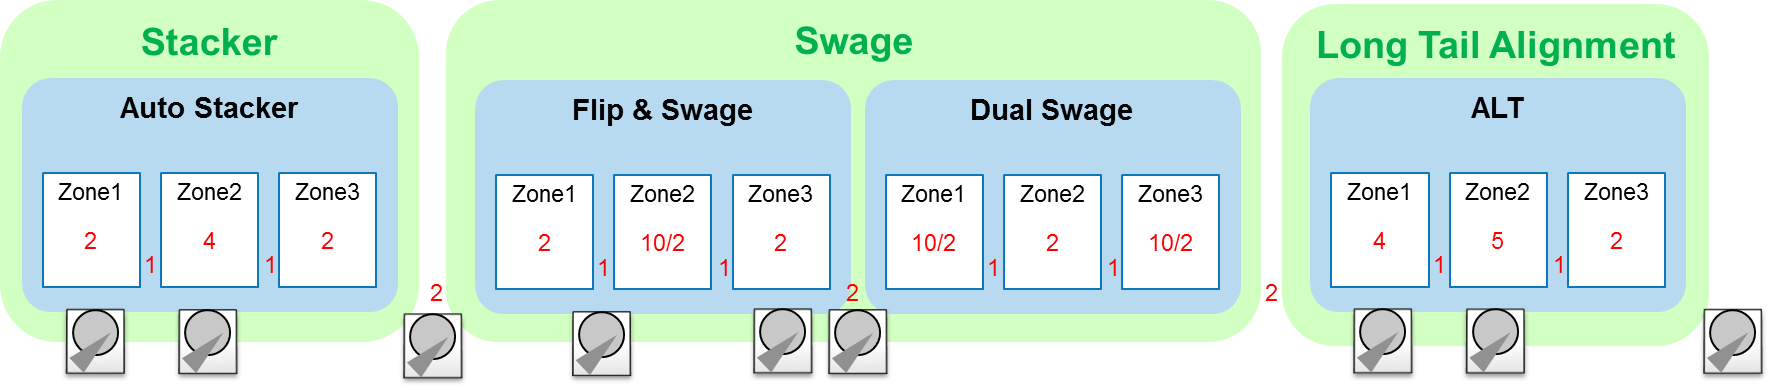 Stacker
Auto Stacker
Zone1 Zone2 Zone3
2 4 2
1 1
2
Swage
Flip & Swage
Zone1 Zone2 Zone3
2 10/2 2
1 1
2
Dual Swage
Zone1 Zone2 Zone3
10/2 2 10/2
1 1
2
Long Tail Alignment
ALT
Zone1 Zone2 Zone3
4 5 2
1 1